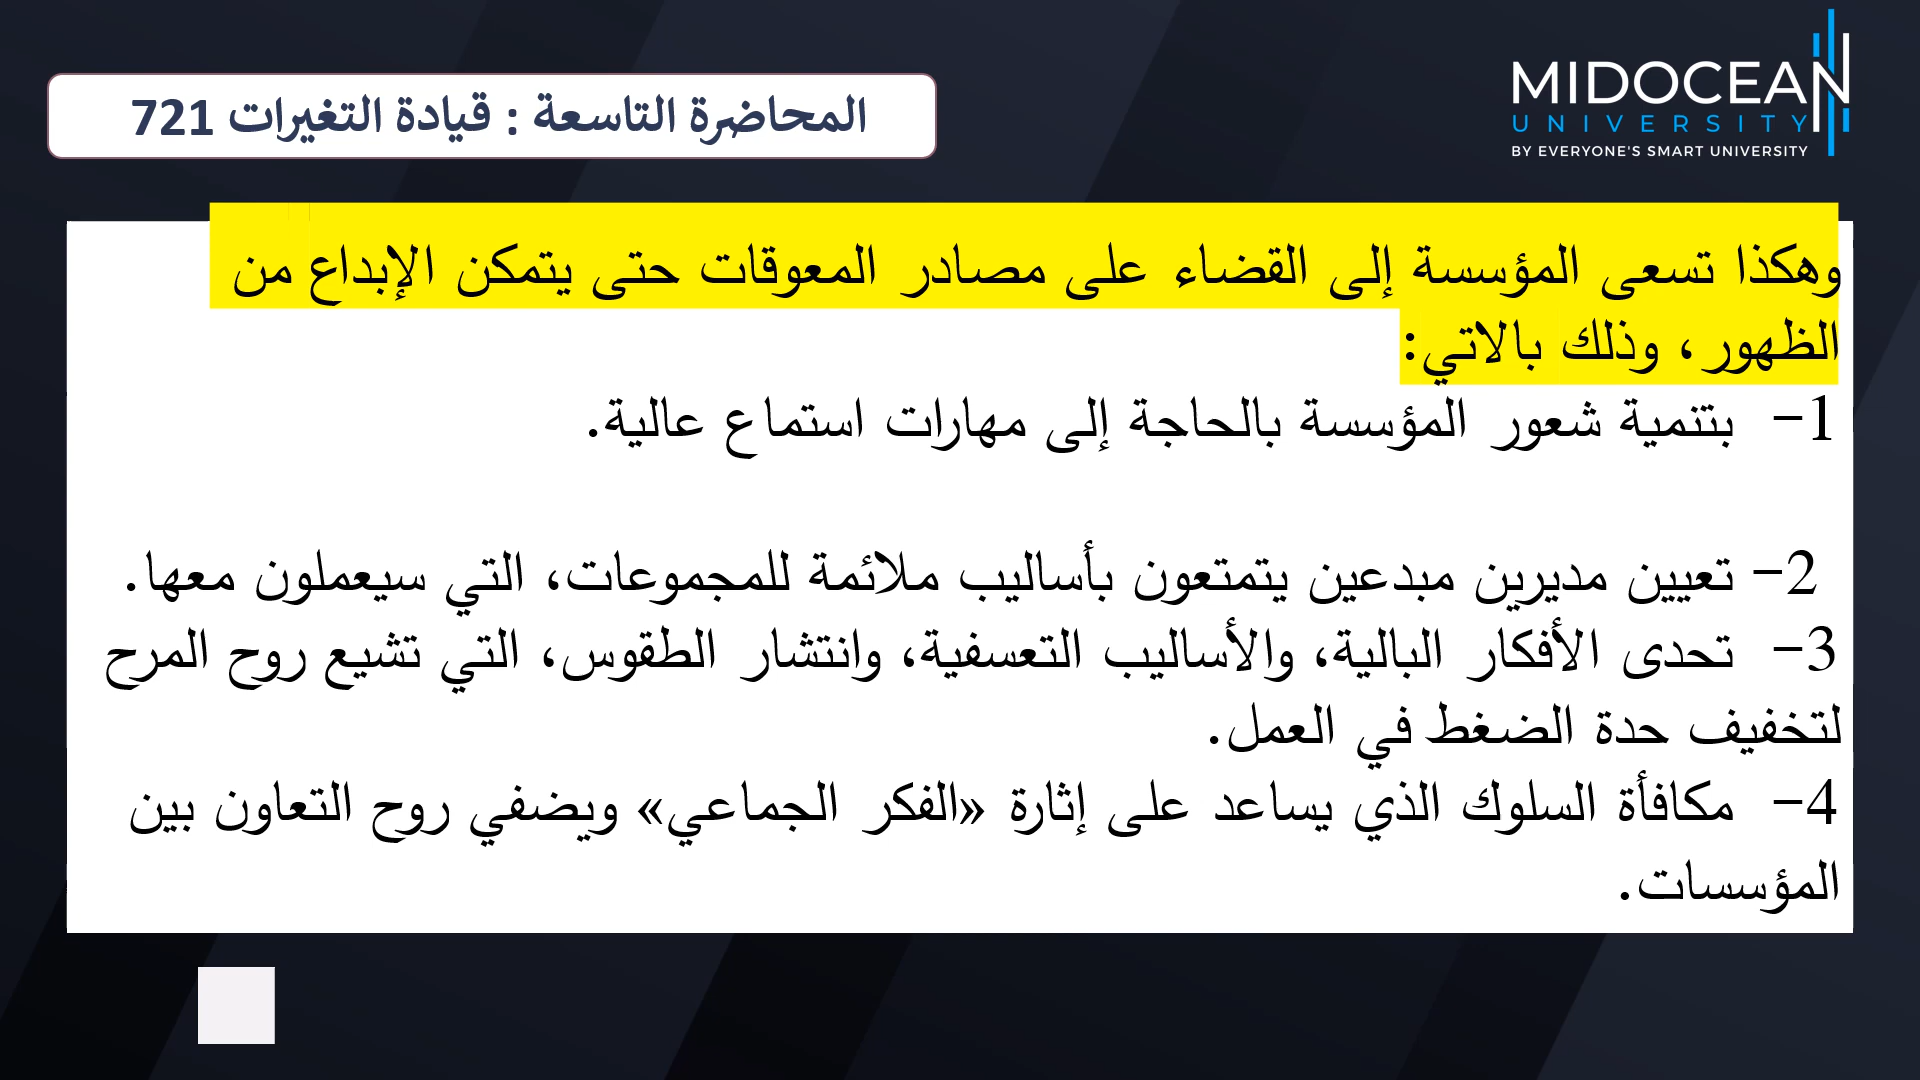 المحاضرة التاسعة : قيادة التغيرات 721
MIDOCEAN
UNIVERSITY
BY EVERYONE'S SMART UNIVERSITY
وهكذا تسعى المؤسسة إلى القضاء على مصادر المعوقات حتى يتمكن الإبداع من
الظهور، وذلك بالاتي:
1- بتنمية شعور المؤسسة بالحاجة إلى مهارات استماع عالية.
2- تعيين مديرين مبدعين يتمتعون بأساليب ملائمة للمجموعات، التي سيعملون معها.
3- تحدى الأفكار البالية، والأساليب التعسفية، وانتشار الطقوس، التي تشيع روح المرح
لتخفيف حدة الضغط في العمل.
4- مكافأة السلوك الذي يساعد على إثارة «الفكر الجماعي» ويضفي روح التعاون بين
المؤسسات.